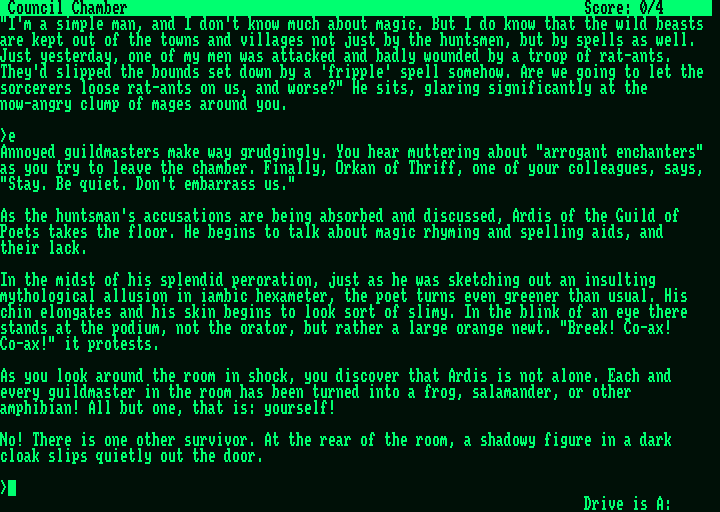 Council Chamber Score: 0/4
"I'm a simple man, and I don't know much about magic. But I do know that the wild beasts
are kept out of the towns and villages not just by the huntsmen, but by spells as well.
Just yesterday, one of my men was attacked and badly wounded by a troop of rat-ants.
They'd slipped the bounds set down by a 'fripple' spell somehow. Are we going to let the
sorcerers loose rat-ants on us, and worse?" He sits, glaring significantly at the
now-angry clump of mages around you.
>e
Annoyed guildmasters make way grudgingly. You hear muttering about "arrogant enchanters"
as you try to leave the chamber. Finally, Orkan of Thriff, one of your colleagues, says,
"Stay. Be quiet. Don't embarrass us."
As the huntsman's accusations are being absorbed and discussed, Ardis of the Guild of
Poets takes the floor. He begins to talk about magic rhyming and spelling aids, and
their lack.
In the midst of his splendid peroration, just as he was sketching out an insulting
mythological allusion in iambic hexameter, the poet turns even greener than usual. His
chin elongates and his skin begins to look sort of slimy. In the blink of an eye there
stands at the podium, not the orator, but rather a large orange newt. "Breek! Co-ax!
Co-ax!" it protests.
As you look around the room in shock, you discover that Ardis is not alone. Each and
every guildmaster in the room has been turned into a frog, salamander, or other
amphibian! All but one, that is: yourself!
No! There is one other survivor. At the rear of the room, a shadowy figure in a dark
cloak slips quietly out the door.
>
Drive is A: